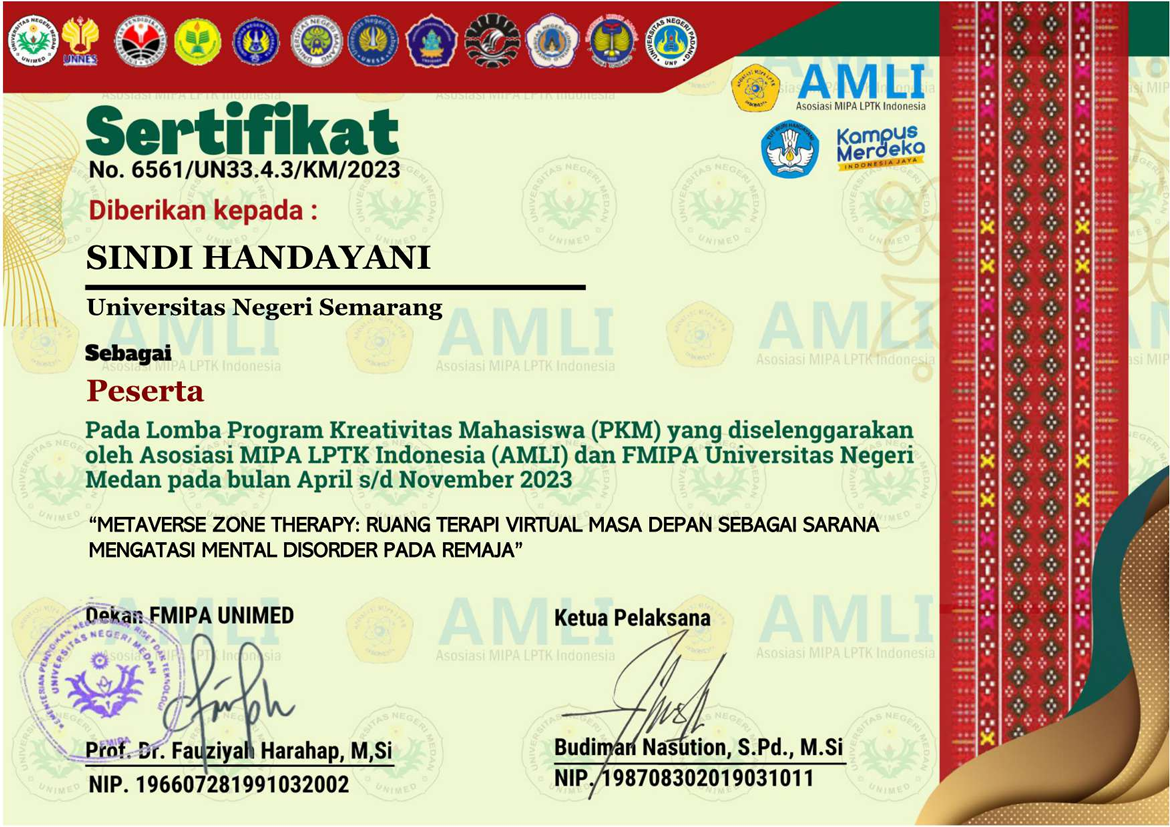 AMLI
Asosiasi MIPA LPTK Indonesia
Kampus
Merdeka
INDONESIA JAYA
Sertifikat
No. 6561/UN33.4.3/KM/2023
Diberikan kepada :
SINDI HANDAYANI
Universitas Negeri Semarang
Sebagai
Peserta
Pada Lomba Program Kreativitas Mahasiswa (PKM) yang diselenggarakan
oleh Asosiasi MIPA LPTK Indonesia (AMLI) dan FMIPA Universitas Negeri
Medan pada bulan April s/d November 2023
“METAVERSE ZONE THERAPY: RUANG TERAPI VIRTUAL MASA DEPAN SEBAGAI SARANA
MENGATASI MENTAL DISORDER PADA REMAJA”
Dekan FMIPA UNIMED
UNIVERSITAS NEGERI MEDAN
FMIPA
Prof. Dr. Fauziyah Harahap, M,Si
NIP. 196607281991032002
Ketua Pelaksana
Budiman Nasution, S.Pd., M.Si
NIP. 198708302019031011